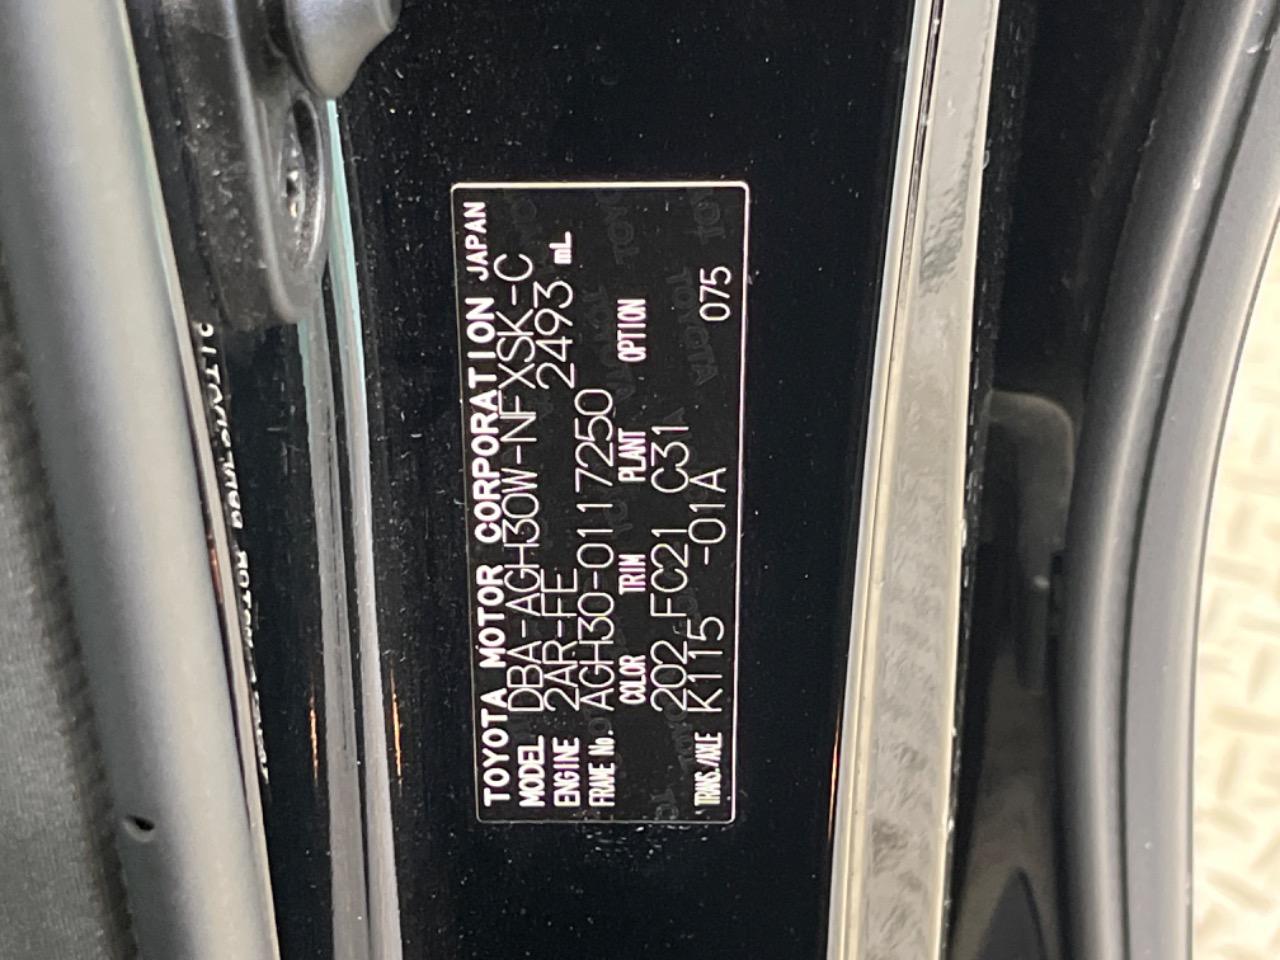 TOYOTA MOTOR CORPORATION JAPAN
MODEL DBA-AGH30W-NFXSK-C
ENGINE 2AR-FE 2493 mL
FRAME No. AGH30-0117250
COLOR TRIM PLANT OPTION
202 FC21 C31
TRANS./AXLE K115 -01A 075